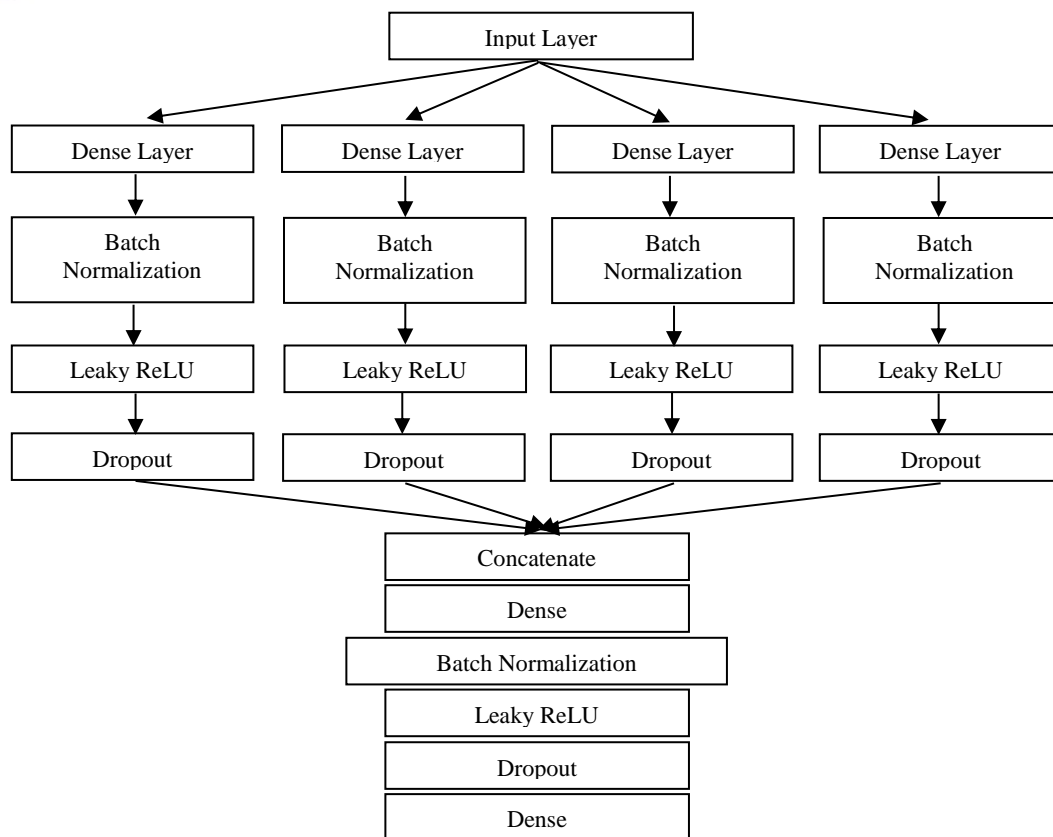 Input Layer
Dense Layer
Dense Layer
Dense Layer
Dense Layer
Batch
Normalization
Batch
Normalization
Batch
Normalization
Batch
Normalization
Leaky ReLU
Leaky ReLU
Leaky ReLU
Leaky ReLU
Dropout
Dropout
Dropout
Dropout
Concatenate
Dense
Batch Normalization
Leaky ReLU
Dropout
Dense